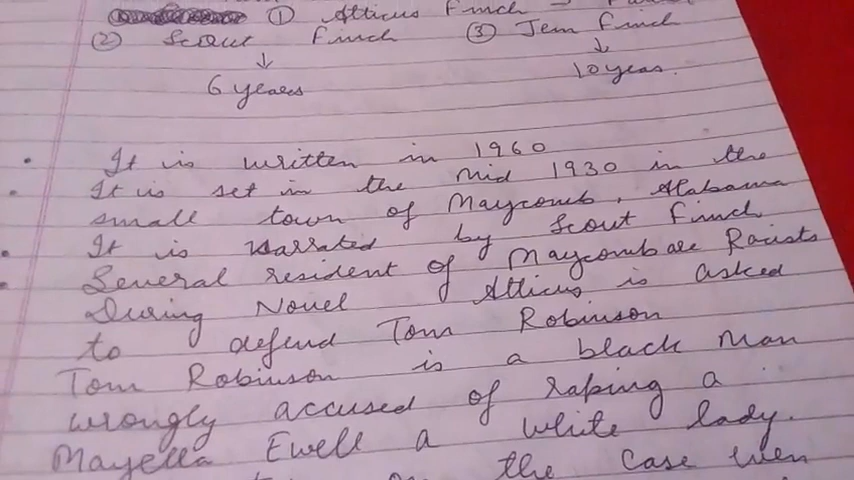 ① Atticus Finch →
② Scout Finch ③ Jem Finch
↓ ↓
6 years 10 yeas.
It is written in 1960
It is set in the mid 1930 in the
small town of Maycomb, Alabama
It is narrated by Scout Finch
Several resident of Maycomb are Racists
During Novel Atticus is asked
to defend Tom Robinson
Tom Robinson is a black man
wrongly accused of raping a
Mayella Ewell a white lady.
the case even